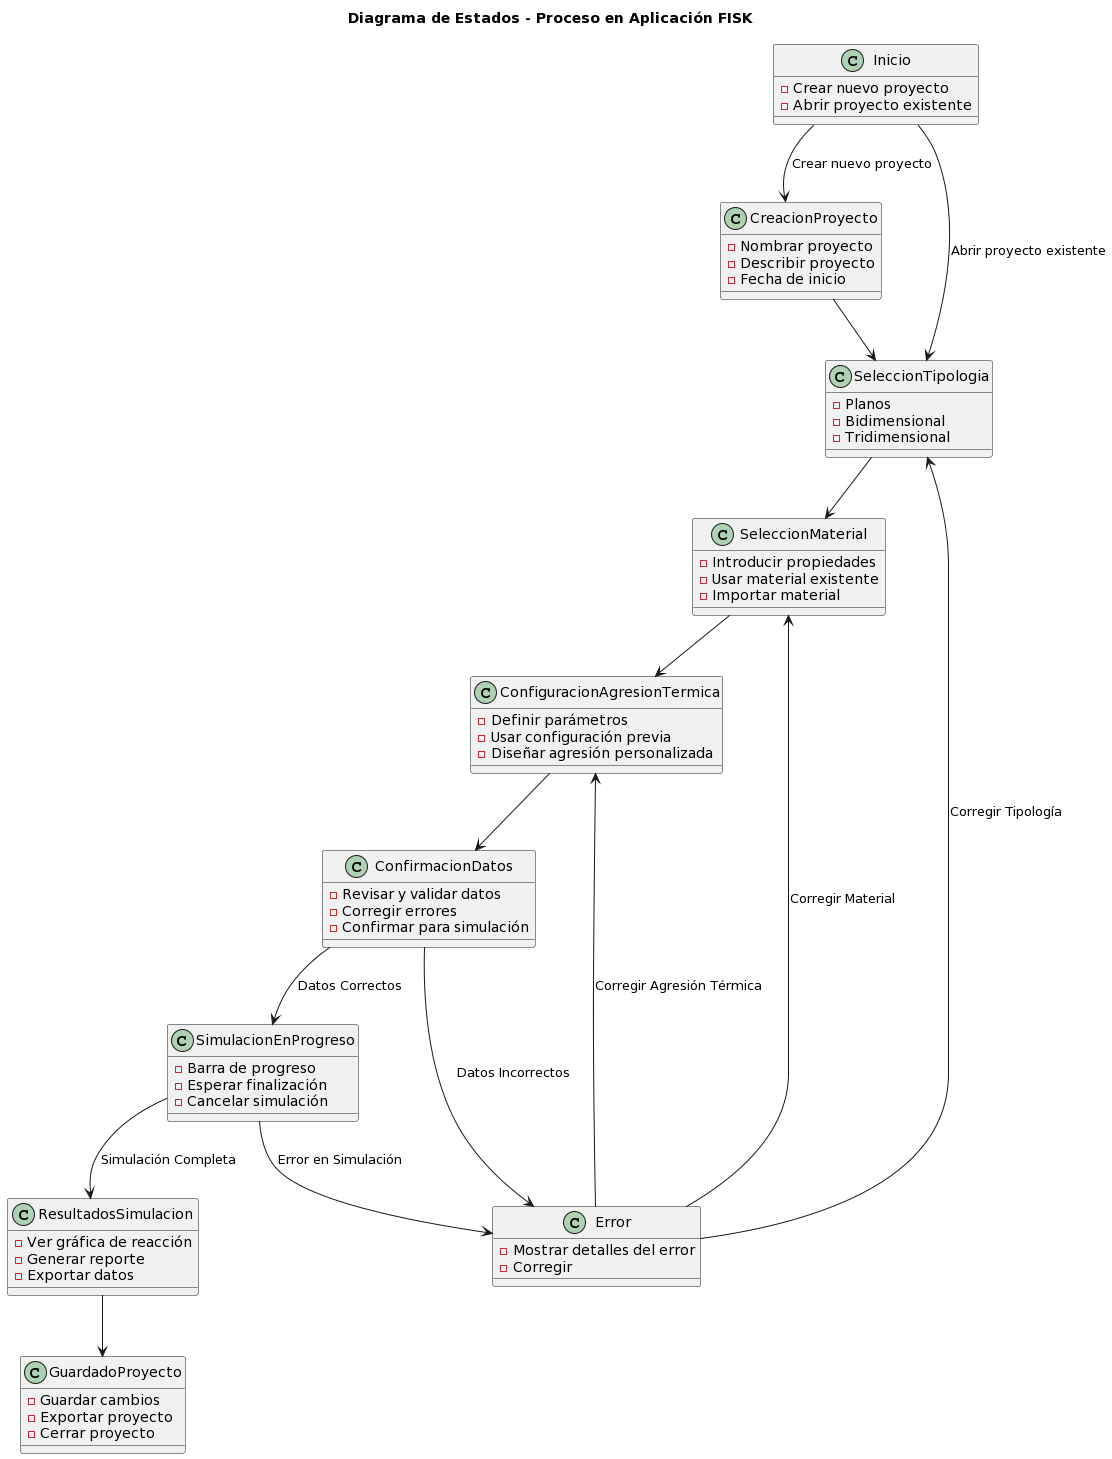 Diagrama de Estados - Proceso en Aplicación FISK
C Inicio
Crear nuevo proyecto
Abrir proyecto existente
Crear nuevo proyecto
C CreacionProyecto
Nombrar proyecto
Describir proyecto
Fecha de inicio
Abrir proyecto existente
C SeleccionTipologia
Planos
Bidimensional
Tridimensional
C SeleccionMaterial
Introducir propiedades
Usar material existente
Importar material
C ConfiguracionAgresionTermica
Definir parámetros
Usar configuración previa
Diseñar agresión personalizada
Corregir Tipología
C ConfirmacionDatos
Revisar y validar datos
Corregir errores
Confirmar para simulación
Corregir Material
Datos Correctos
Corregir Agresión Térmica
C SimulacionEnProgreso
Barra de progreso
Esperar finalización
Cancelar simulación
Datos Incorrectos
Simulación Completa
Error en Simulación
C ResultadosSimulacion
Ver gráfica de reacción
Generar reporte
Exportar datos
C Error
Mostrar detalles del error
Corregir
C GuardadoProyecto
Guardar cambios
Exportar proyecto
Cerrar proyecto